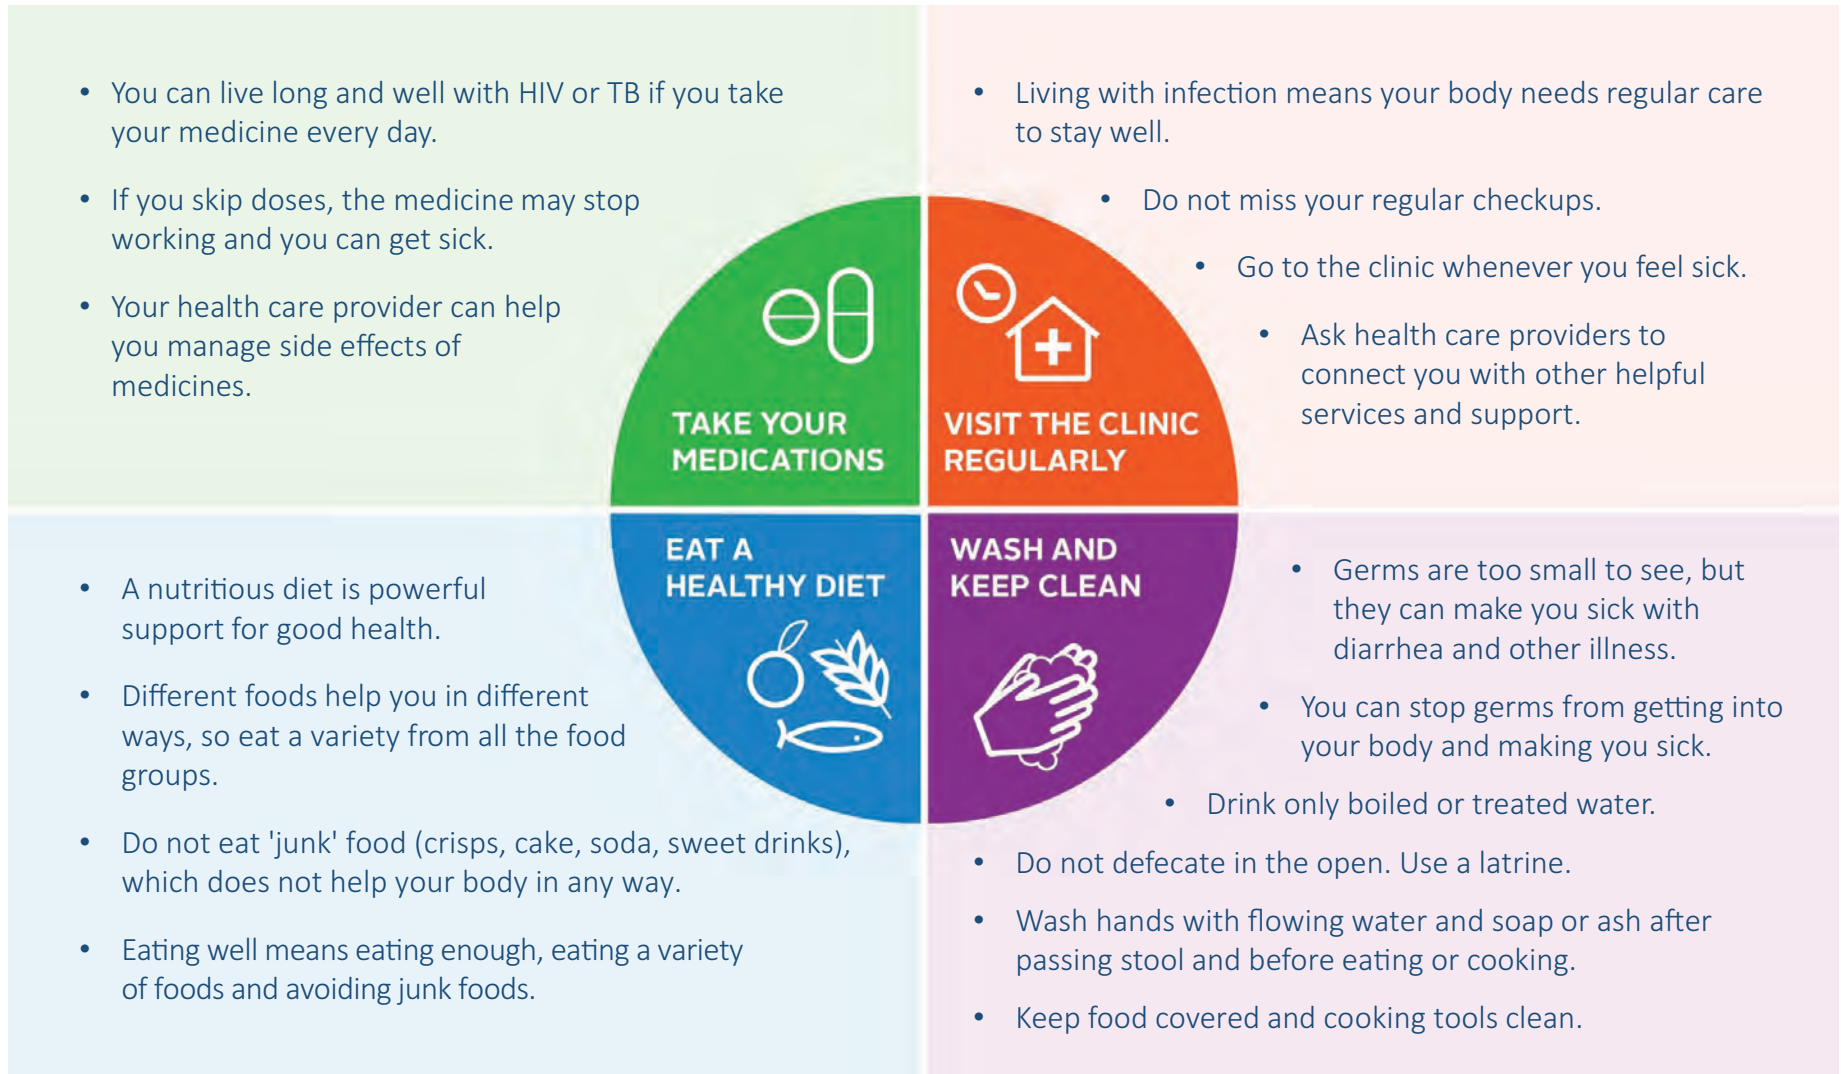 • You can live long and well with HIV or TB if you take
your medicine every day.
• If you skip doses, the medicine may stop
working and you can get sick.
• Your health care provider can help
you manage side effects of
medicines.
TAKE YOUR
MEDICATIONS
• Living with infection means your body needs regular care
to stay well.
• Do not miss your regular checkups.
• Go to the clinic whenever you feel sick.
• Ask health care providers to
connect you with other helpful
services and support.
VISIT THE CLINIC
REGULARLY
EAT A
HEALTHY DIET
• A nutritious diet is powerful
support for good health.
• Different foods help you in different
ways, so eat a variety from all the food
groups.
• Do not eat 'junk' food (crisps, cake, soda, sweet drinks),
which does not help your body in any way.
• Eating well means eating enough, eating a variety
of foods and avoiding junk foods.
WASH AND
KEEP CLEAN
• Germs are too small to see, but
they can make you sick with
diarrhea and other illness.
• You can stop germs from getting into
your body and making you sick.
• Drink only boiled or treated water.
• Do not defecate in the open. Use a latrine.
• Wash hands with flowing water and soap or ash after
passing stool and before eating or cooking.
• Keep food covered and cooking tools clean.